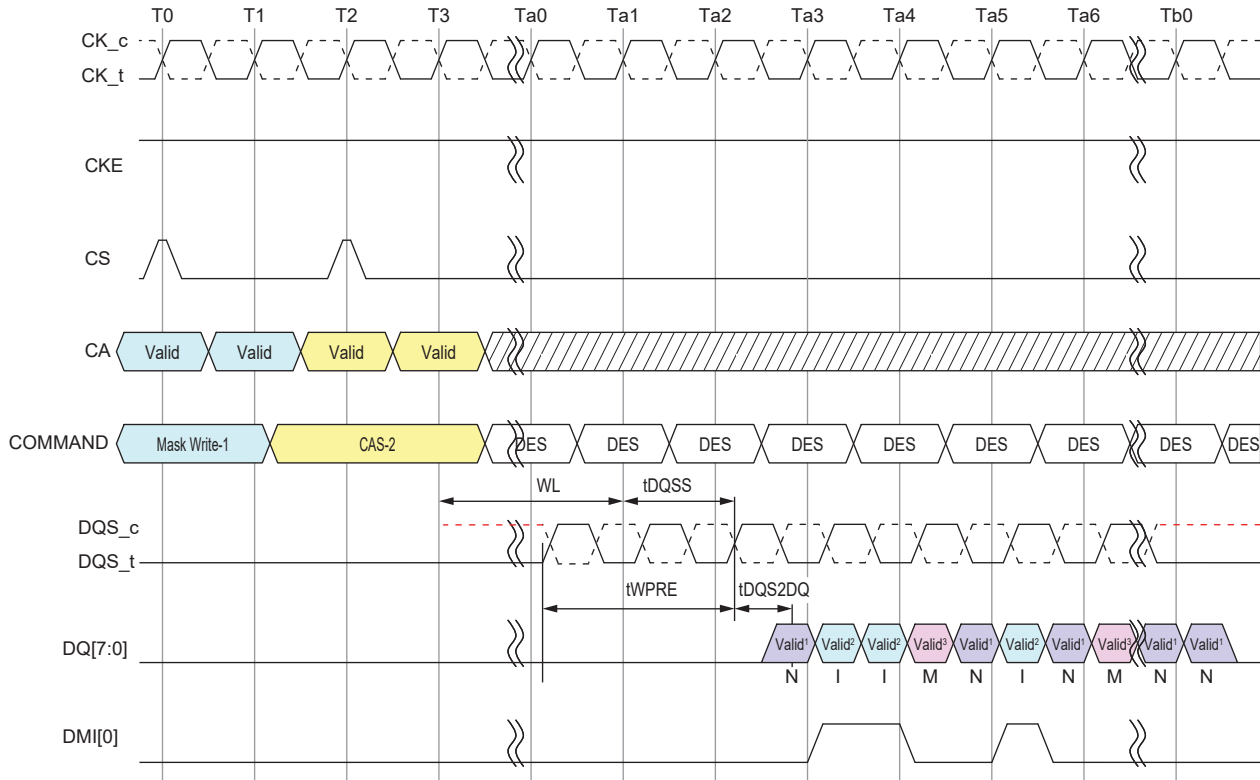 T0 T1 T2 T3 Ta0 Ta1 Ta2 Ta3 Ta4 Ta5 Ta6 Tb0
CK_c
CK_t
CKE
CS
CA Valid Valid Valid Valid
COMMAND Mask Write-1 CAS-2 DES DES DES DES DES DES DES DES DES
WL tDQSS
DQS_c
DQS_t
tWPRE tDQS2DQ
DQ[7:0] Valid¹ Valid² Valid² Valid³ Valid¹ Valid² Valid¹ Valid³ Valid¹ Valid¹
N I I M N I N M N N
DMI[0]